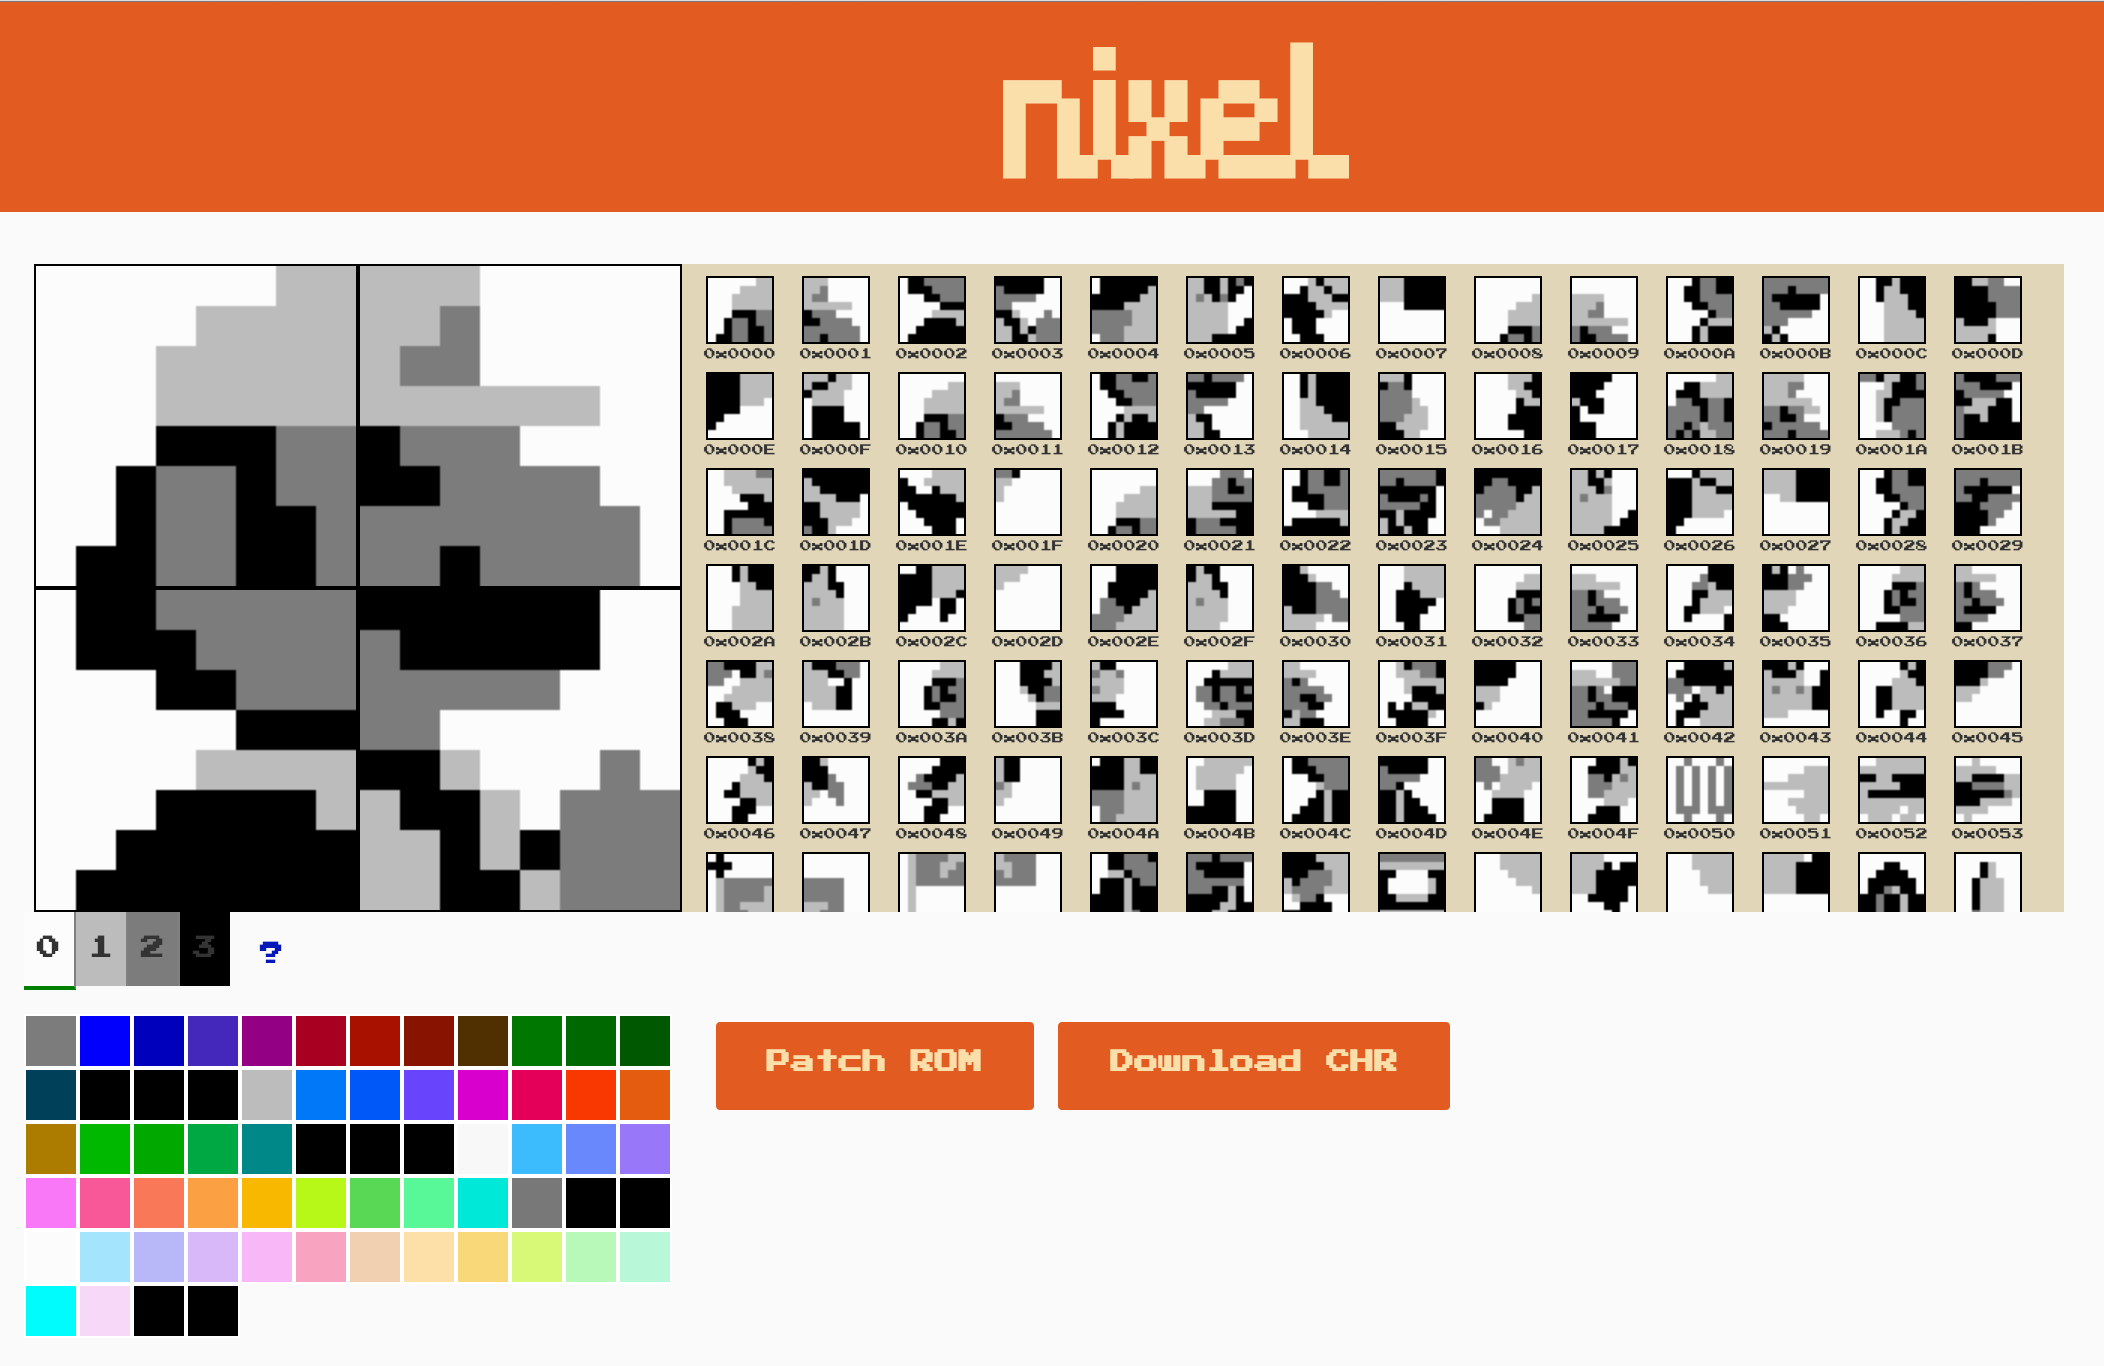 nixel
0x0000 0x0001 0x0002 0x0003 0x0004 0x0005 0x0006 0x0007 0x0008 0x0009 0x000A 0x000B 0x000C 0x000D
0x000E 0x000F 0x0010 0x0011 0x0012 0x0013 0x0014 0x0015 0x0016 0x0017 0x0018 0x0019 0x001A 0x001B
0x001C 0x001D 0x001E 0x001F 0x0020 0x0021 0x0022 0x0023 0x0024 0x0025 0x0026 0x0027 0x0028 0x0029
0x002A 0x002B 0x002C 0x002D 0x002E 0x002F 0x0030 0x0031 0x0032 0x0033 0x0034 0x0035 0x0036 0x0037
0x0038 0x0039 0x003A 0x003B 0x003C 0x003D 0x003E 0x003F 0x0040 0x0041 0x0042 0x0043 0x0044 0x0045
0x0046 0x0047 0x0048 0x0049 0x004A 0x004B 0x004C 0x004D 0x004E 0x004F 0x0050 0x0051 0x0052 0x0053
0 1 2 3 ?
Patch ROM Download CHR